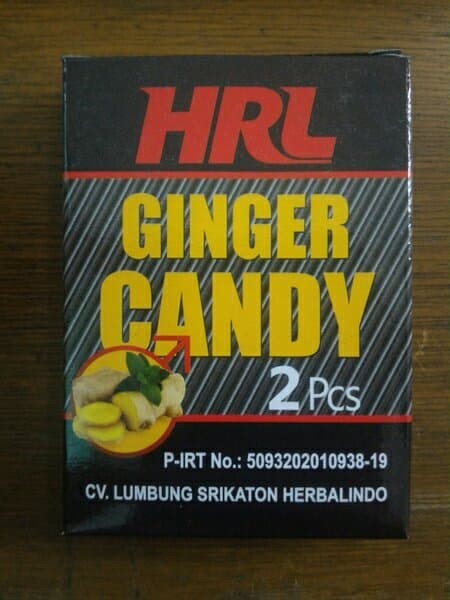 HRL
GINGER
CANDY
2 Pcs
P-IRT No.: 5093202010938-19
CV. LUMBUNG SRIKATON HERBALINDO